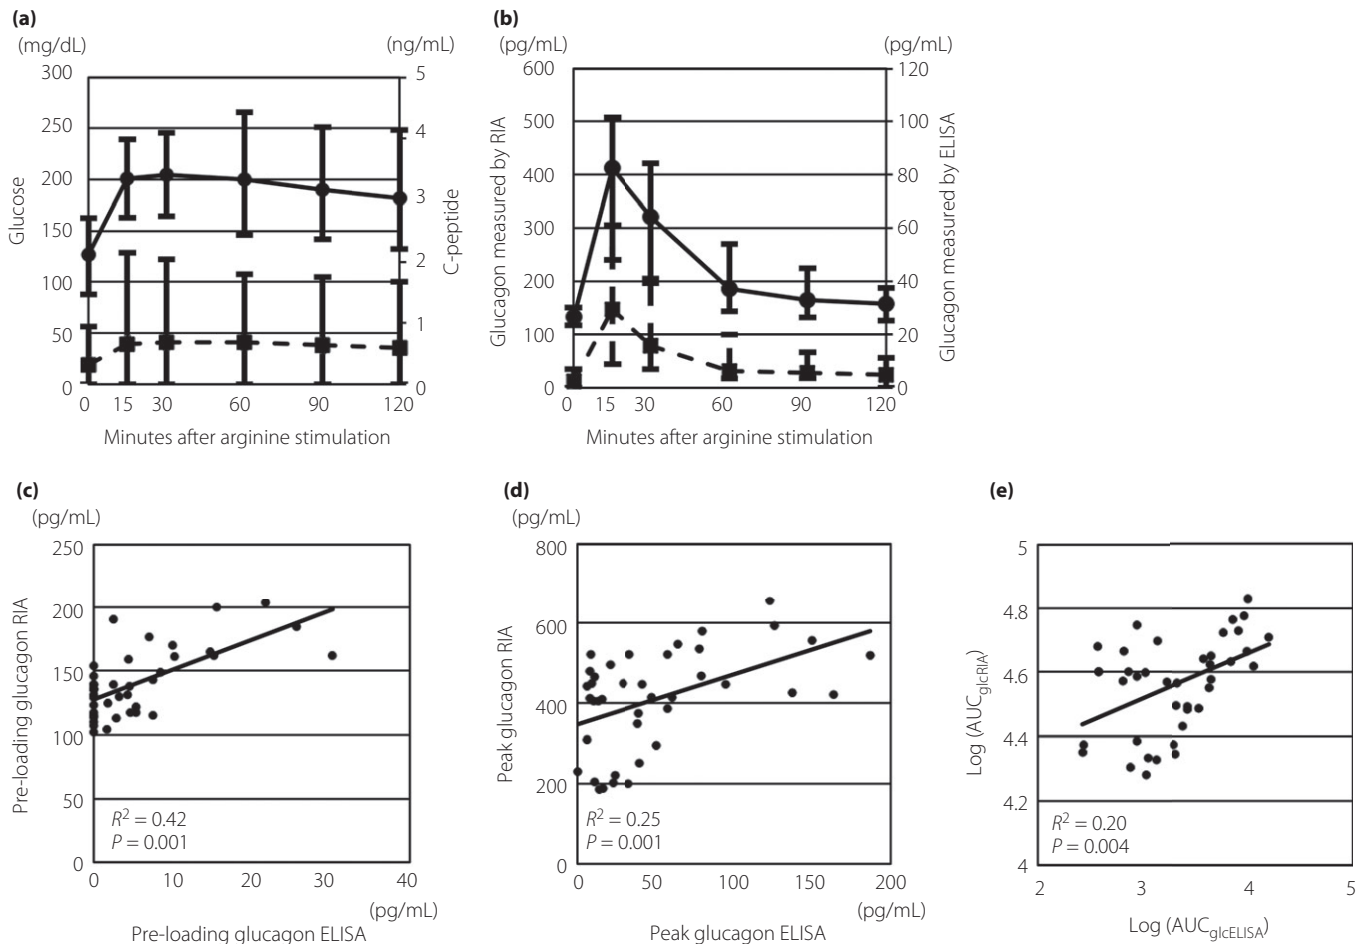 (a)
(mg/dL) (ng/mL)
300 5
250
4
200
3
150
2
100
1
50
0 0
Glucose
C-peptide
0 15 30 60 90 120
Minutes after arginine stimulation
(b)
(pg/mL) (pg/mL)
600 120
500 100
400 80
300 60
200 40
100 20
0 0
Glucagon measured by RIA
Glucagon measured by ELISA
0 15 30 60 90 120
Minutes after arginine stimulation
(c)
(pg/mL)
250
200
150
100
50
0
Pre-loading glucagon RIA
R² = 0.42
P = 0.001
0 10 20 30 40
(pg/mL)
Pre-loading glucagon ELISA
(d)
(pg/mL)
800
600
400
200
0
Peak glucagon RIA
R² = 0.25
P = 0.001
0 50 100 150 200
(pg/mL)
Peak glucagon ELISA
(e)
5
4.8
4.6
4.4
4.2
4
Log (AUCglcRIA)
R² = 0.20
P = 0.004
2 3 4 5
Log (AUCglcELISA)